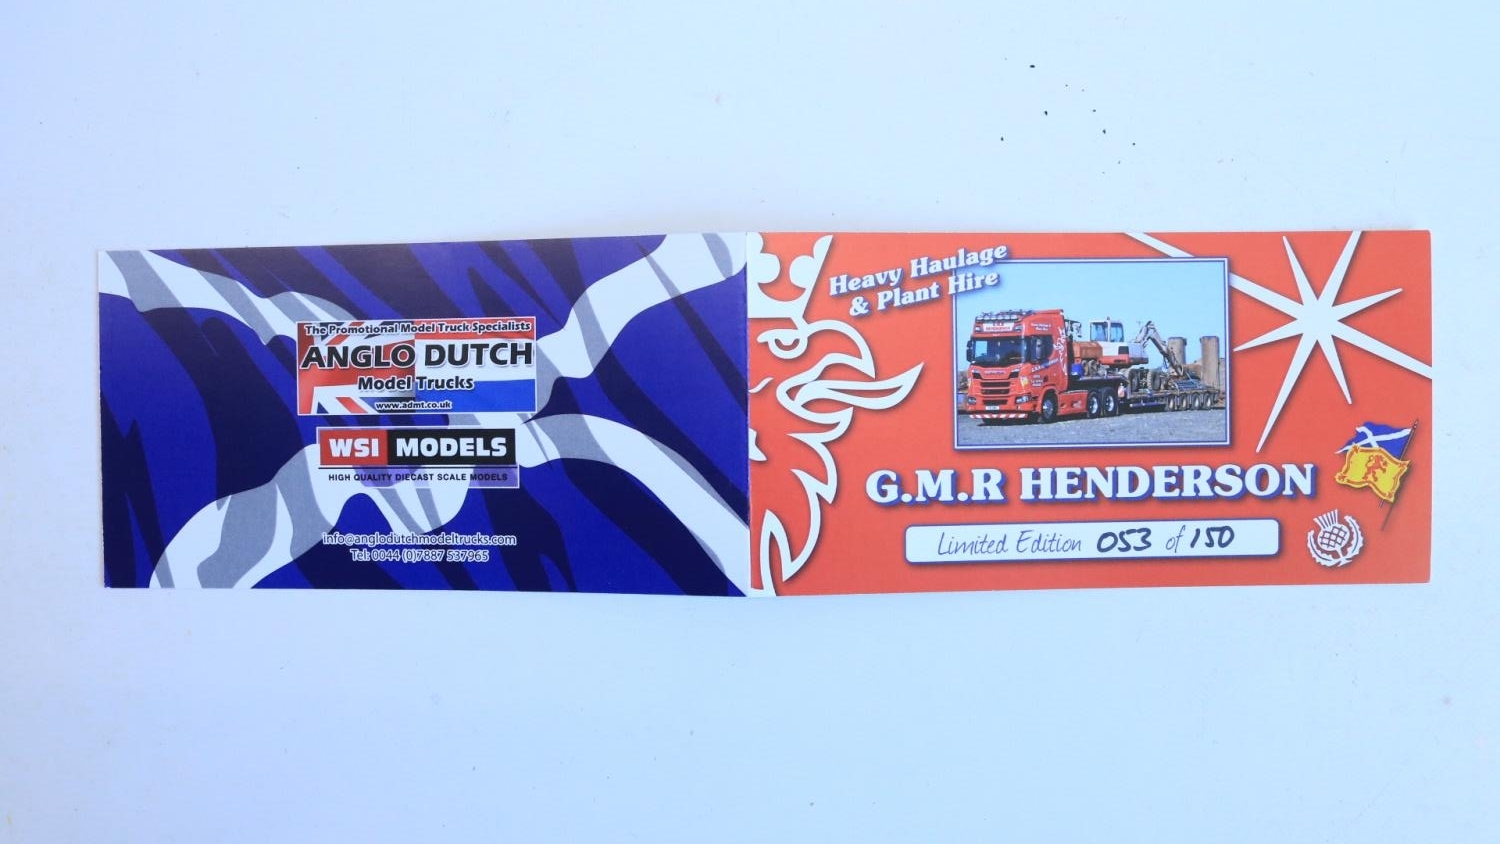 The Promotional Model Truck Specialists
ANGLO DUTCH
Model Trucks
www.admt.co.uk
WSI MODELS
HIGH QUALITY DIECAST SCALE MODELS
info@anglodutchmodeltrucks.com
Tel: 0044 (0)7887 537965
Heavy Haulage
& Plant Hire
G.M.R HENDERSON
Limited Edition 053 of 150